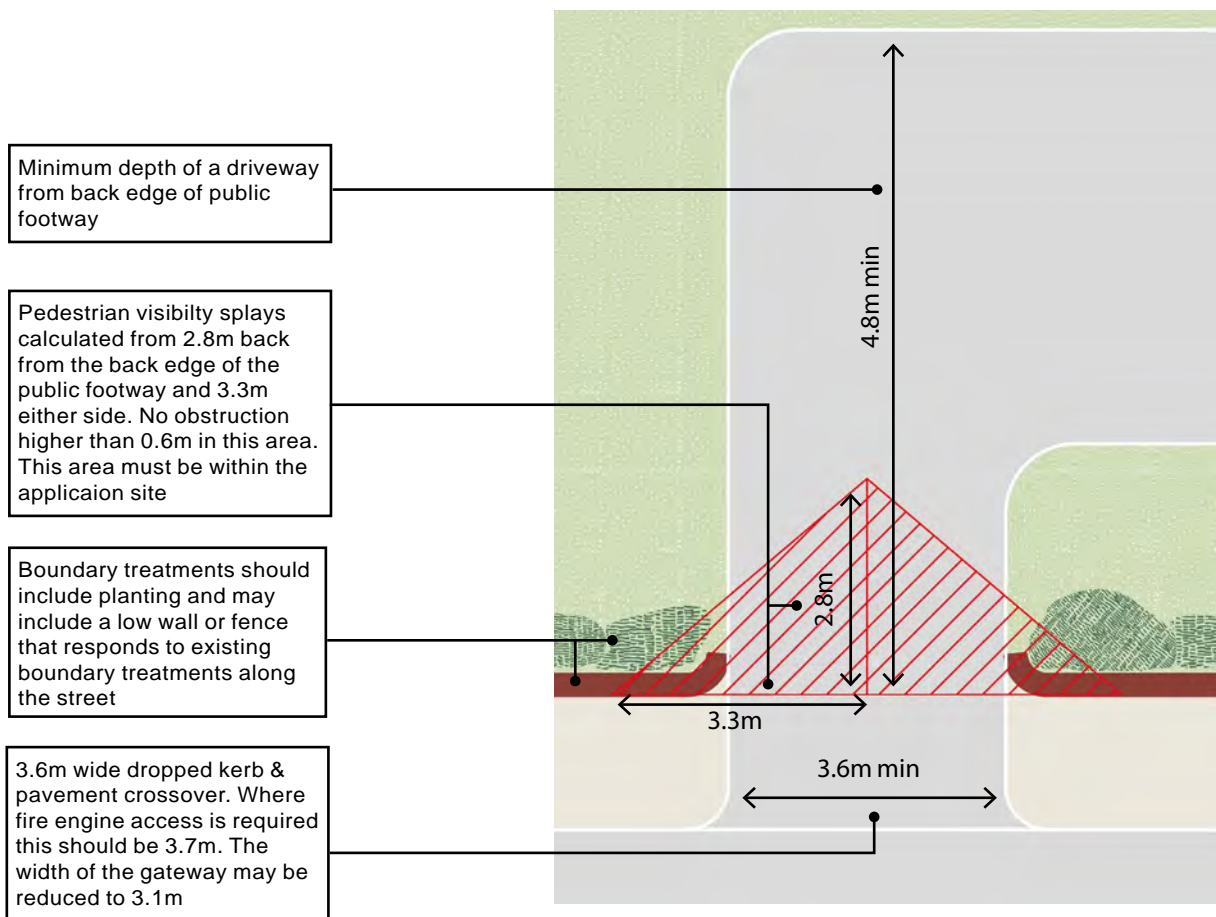 Minimum depth of a driveway
from back edge of public
footway
Pedestrian visibilty splays
calculated from 2.8m back
from the back edge of the
public footway and 3.3m
either side. No obstruction
higher than 0.6m in this area.
This area must be within the
applicaion site
Boundary treatments should
include planting and may
include a low wall or fence
that responds to existing
boundary treatments along
the street
3.6m wide dropped kerb &
pavement crossover. Where
fire engine access is required
this should be 3.7m. The
width of the gateway may be
reduced to 3.1m
4.8m min
2.8m
3.3m
3.6m min